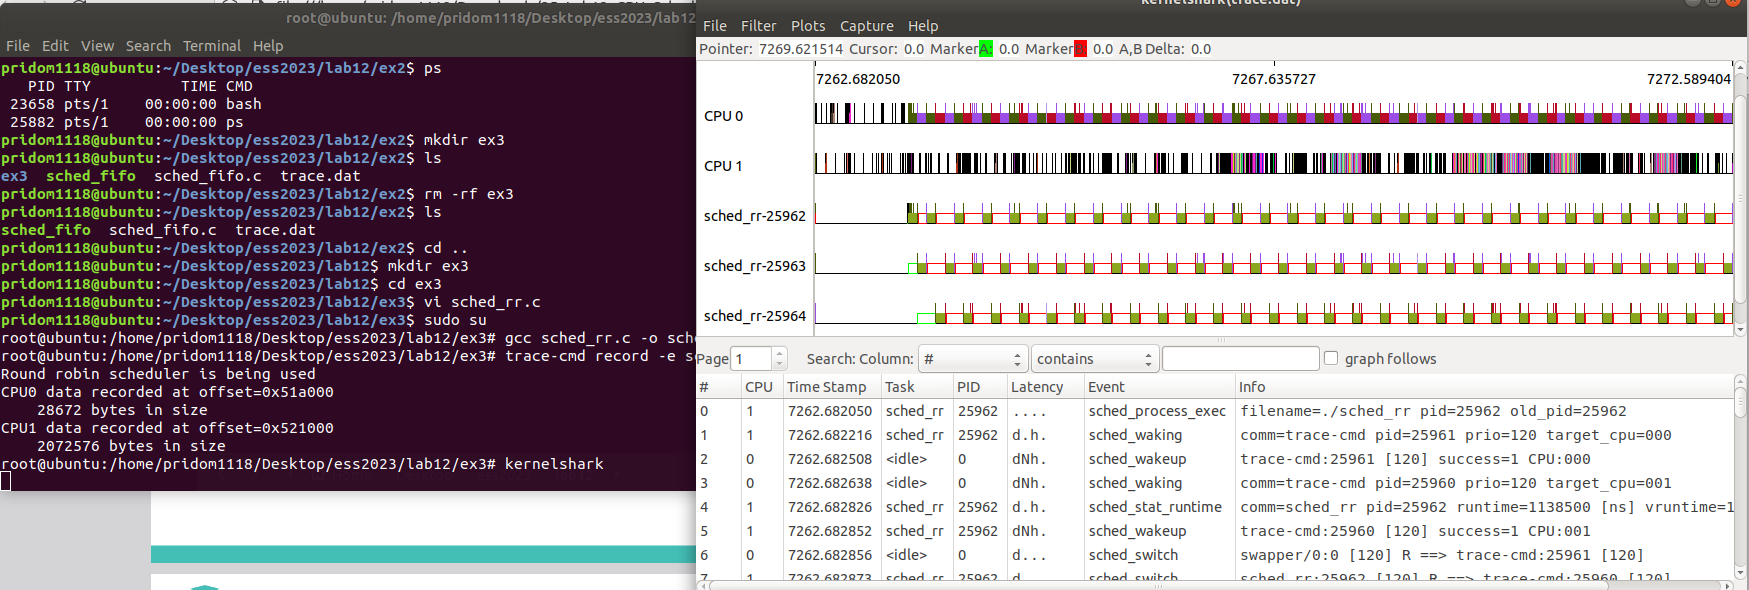 root@ubuntu: /home/pridom1118/Desktop/ess2023/lab12
File Edit View Search Terminal Help
pridom1118@ubuntu:~/Desktop/ess2023/lab12/ex2$ ps
PID TTY TIME CMD
23658 pts/1 00:00:00 bash
25882 pts/1 00:00:00 ps
pridom1118@ubuntu:~/Desktop/ess2023/lab12/ex2$ mkdir ex3
pridom1118@ubuntu:~/Desktop/ess2023/lab12/ex2$ ls
ex3 sched_fifo sched_fifo.c trace.dat
pridom1118@ubuntu:~/Desktop/ess2023/lab12/ex2$ rm -rf ex3
pridom1118@ubuntu:~/Desktop/ess2023/lab12/ex2$ ls
sched_fifo sched_fifo.c trace.dat
pridom1118@ubuntu:~/Desktop/ess2023/lab12/ex2$ cd ..
pridom1118@ubuntu:~/Desktop/ess2023/lab12$ mkdir ex3
pridom1118@ubuntu:~/Desktop/ess2023/lab12$ cd ex3
pridom1118@ubuntu:~/Desktop/ess2023/lab12/ex3$ vi sched_rr.c
pridom1118@ubuntu:~/Desktop/ess2023/lab12/ex3$ sudo su
root@ubuntu:/home/pridom1118/Desktop/ess2023/lab12/ex3# gcc sched_rr.c -o sch
root@ubuntu:/home/pridom1118/Desktop/ess2023/lab12/ex3# trace-cmd record -e s
Round robin scheduler is being used
CPU0 data recorded at offset=0x51a000
28672 bytes in size
CPU1 data recorded at offset=0x521000
2072576 bytes in size
root@ubuntu:/home/pridom1118/Desktop/ess2023/lab12/ex3# kernelshark
kernelshark(trace.dat)
File Filter Plots Capture Help
Pointer: 7269.621514 Cursor: 0.0 Marker A: 0.0 Marker B: 0.0 A,B Delta: 0.0
7262.682050 7267.635727 7272.589404
CPU 0
CPU 1
sched_rr-25962
sched_rr-25963
sched_rr-25964
Page 1 Search: Column: # contains graph follows
# CPU Time Stamp Task PID Latency Event Info
0 1 7262.682050 sched_rr 25962 .... sched_process_exec filename=./sched_rr pid=25962 old_pid=25962
1 1 7262.682216 sched_rr 25962 d.h. sched_waking comm=trace-cmd pid=25961 prio=120 target_cpu=000
2 0 7262.682508 <idle> 0 dNh. sched_wakeup trace-cmd:25961 [120] success=1 CPU:000
3 0 7262.682638 <idle> 0 dNh. sched_waking comm=trace-cmd pid=25960 prio=120 target_cpu=001
4 1 7262.682826 sched_rr 25962 d.h. sched_stat_runtime comm=sched_rr pid=25962 runtime=1138500 [ns] vruntime=1
5 1 7262.682852 sched_rr 25962 dNh. sched_wakeup trace-cmd:25960 [120] success=1 CPU:001
6 0 7262.682856 <idle> 0 d... sched_switch swapper/0:0 [120] R ==> trace-cmd:25961 [120]
7 1 7262.682873 sched_rr 25962 d... sched_switch sched_rr:25962 [120] R ==> trace-cmd:25960 [120]